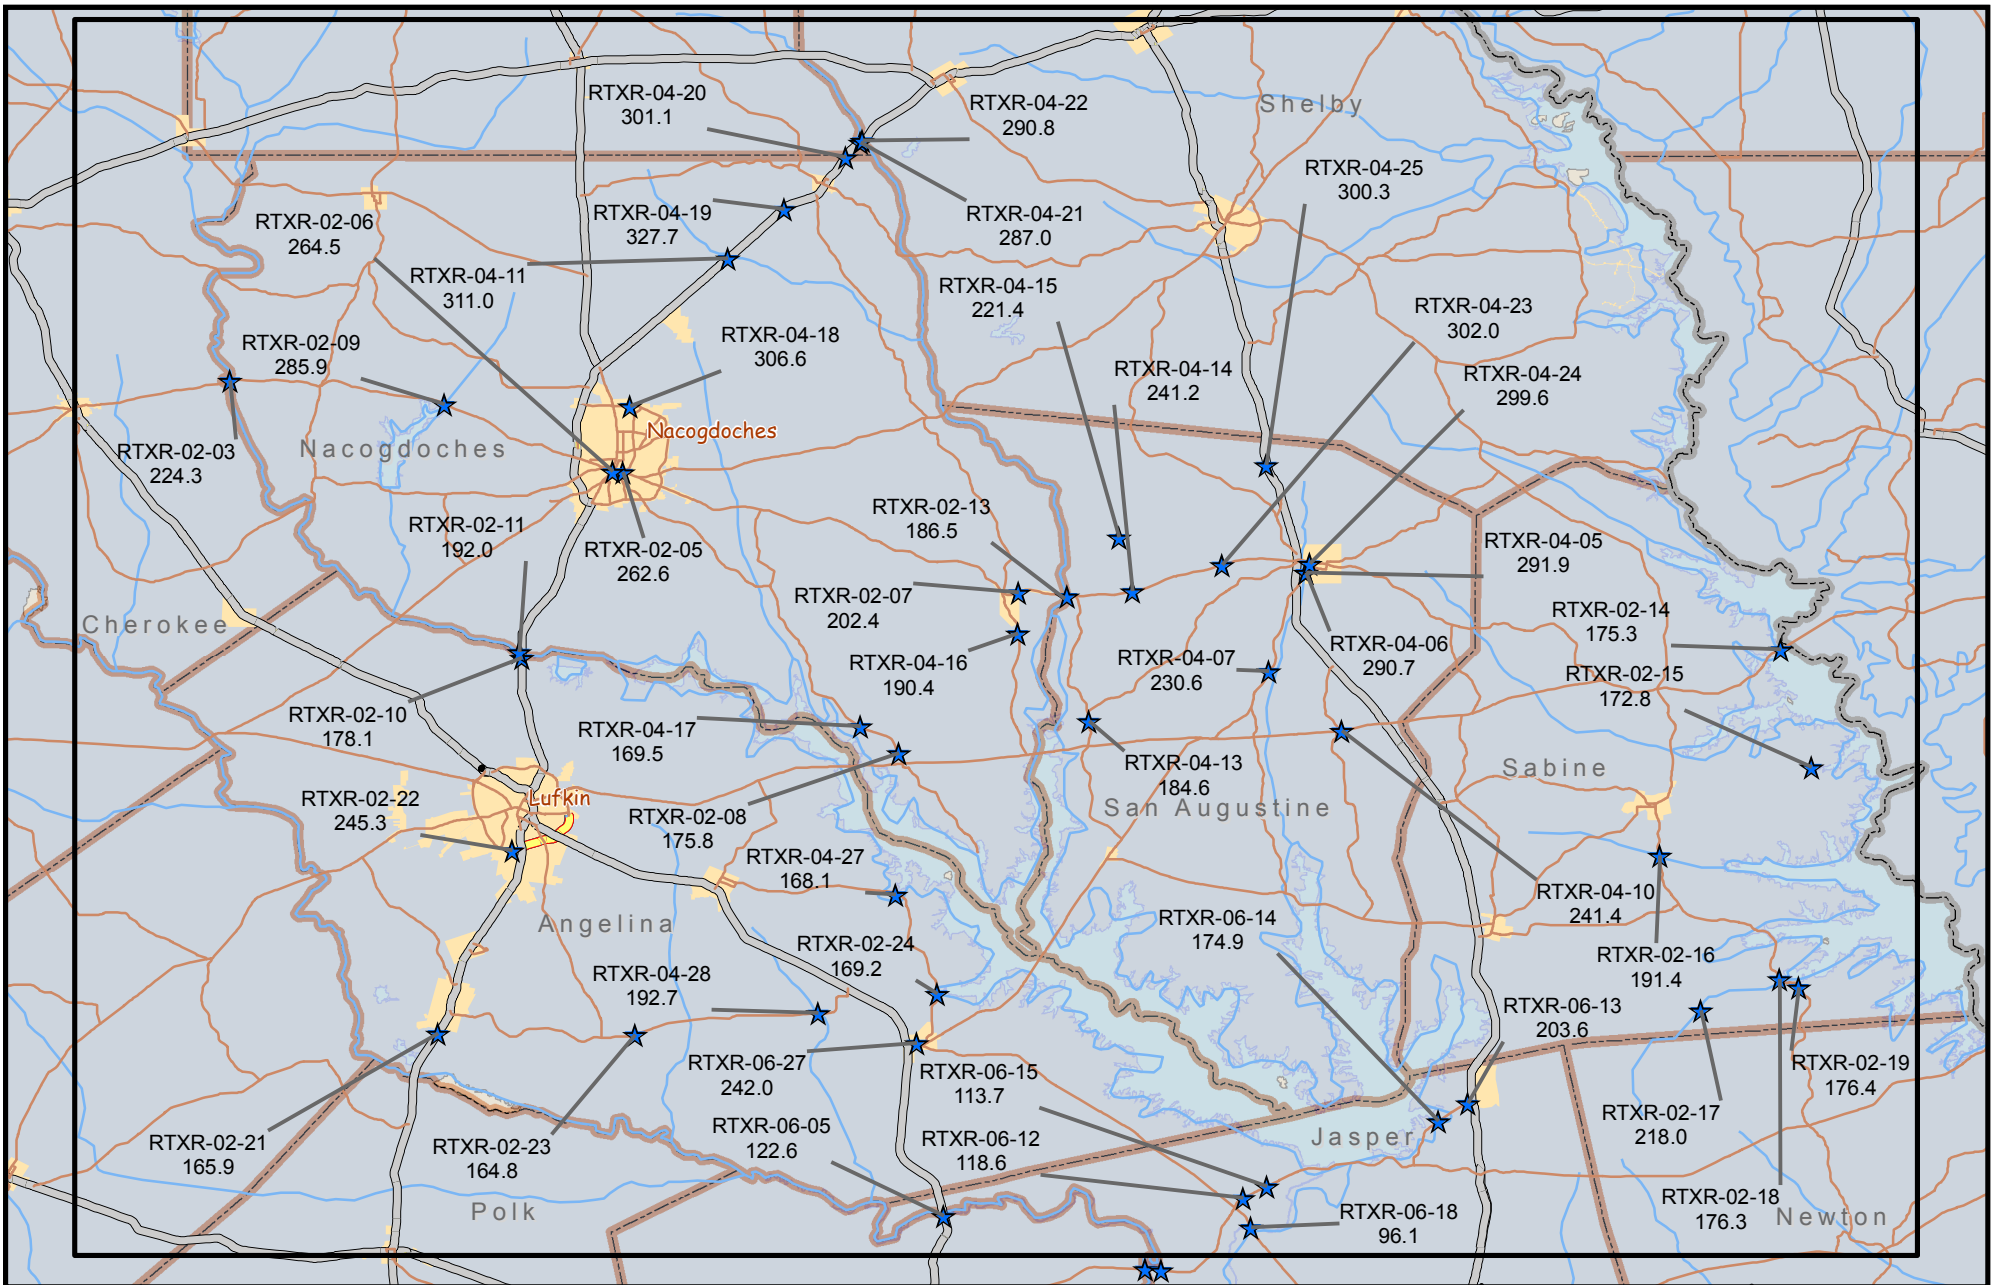 RTXR-04-20
301.1
RTXR-04-22
290.8
Shelby
RTXR-04-25
300.3
RTXR-02-06
264.5
RTXR-04-19
327.7
RTXR-04-21
287.0
RTXR-04-11
311.0
RTXR-04-15
221.4
RTXR-04-23
302.0
RTXR-04-18
306.6
RTXR-02-09
285.9
RTXR-04-14
241.2
RTXR-04-24
299.6
Nacogdoches
Nacogdoches
RTXR-02-03
224.3
RTXR-02-13
186.5
RTXR-02-11
192.0
RTXR-02-05
262.6
RTXR-04-05
291.9
RTXR-02-07
202.4
RTXR-02-14
175.3
Cherokee
RTXR-04-16
190.4
RTXR-04-07
230.6
RTXR-04-06
290.7
RTXR-02-15
172.8
RTXR-02-10
178.1
RTXR-04-17
169.5
RTXR-04-13
184.6
Sabine
Lufkin
RTXR-02-22
245.3
RTXR-02-08
175.8
San Augustine
RTXR-04-27
168.1
RTXR-04-10
241.4
Angelina
RTXR-06-14
174.9
RTXR-02-24
169.2
RTXR-02-16
191.4
RTXR-04-28
192.7
RTXR-06-13
203.6
RTXR-06-27
242.0
RTXR-06-15
113.7
RTXR-02-19
176.4
RTXR-02-17
218.0
RTXR-02-21
165.9
RTXR-02-23
164.8
RTXR-06-05
122.6
RTXR-06-12
118.6
Jasper
RTXR-02-18
176.3
Polk
RTXR-06-18
96.1
Newton